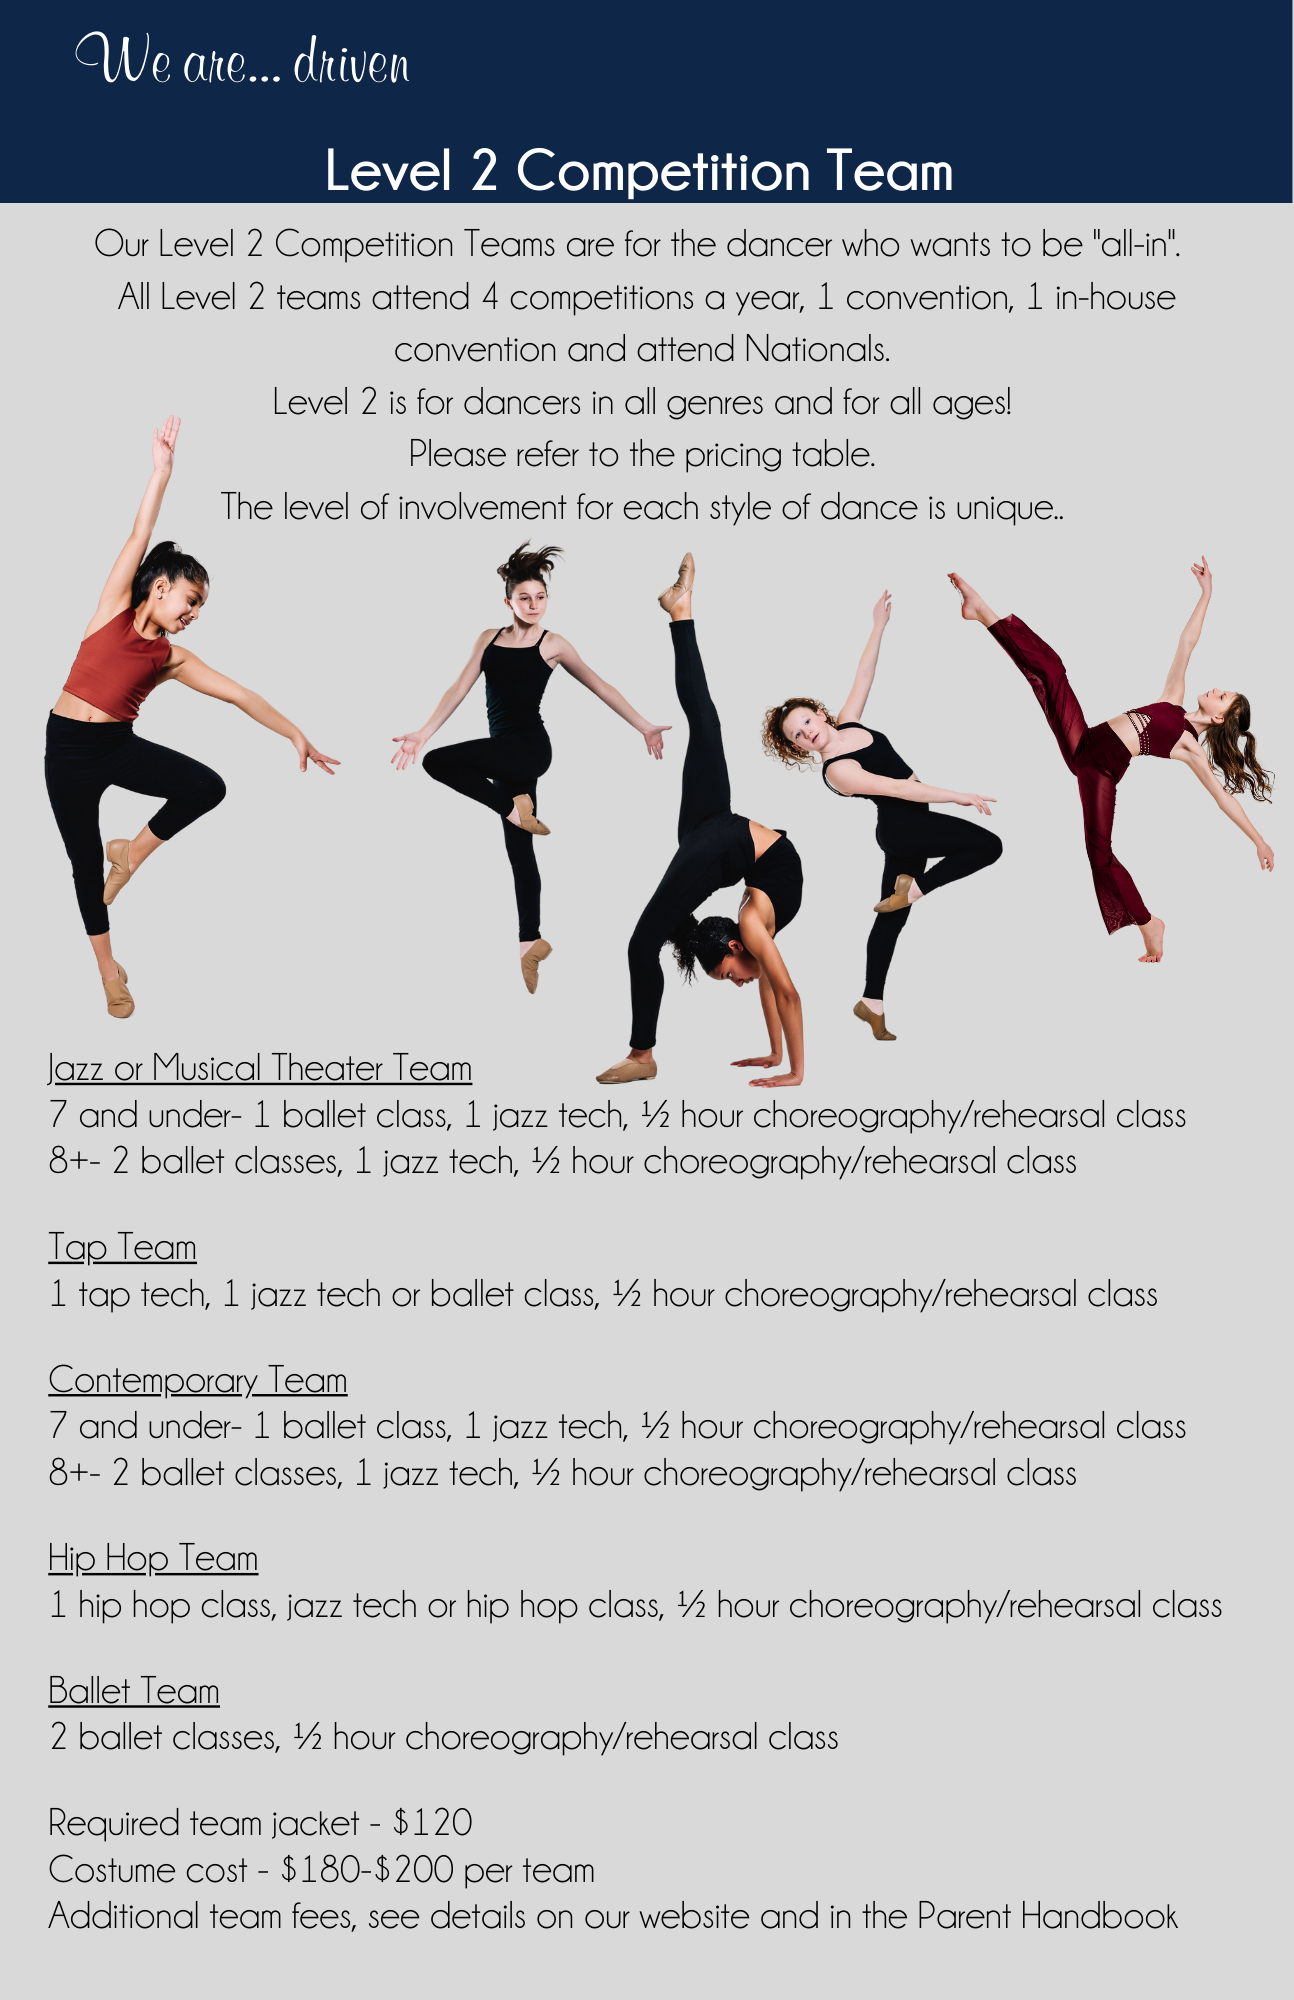 We are... driven
Level 2 Competition Team
Our Level 2 Competition Teams are for the dancer who wants to be "all-in".
All Level 2 teams attend 4 competitions a year, 1 convention, 1 in-house
convention and attend Nationals.
Level 2 is for dancers in all genres and for all ages!
Please refer to the pricing table.
The level of involvement for each style of dance is unique..
Jazz or Musical Theater Team
7 and under- 1 ballet class, 1 jazz tech, ½ hour choreography/rehearsal class
8+- 2 ballet classes, 1 jazz tech, ½ hour choreography/rehearsal class
Tap Team
1 tap tech, 1 jazz tech or ballet class, ½ hour choreography/rehearsal class
Contemporary Team
7 and under- 1 ballet class, 1 jazz tech, ½ hour choreography/rehearsal class
8+- 2 ballet classes, 1 jazz tech, ½ hour choreography/rehearsal class
Hip Hop Team
1 hip hop class, jazz tech or hip hop class, ½ hour choreography/rehearsal class
Ballet Team
2 ballet classes, ½ hour choreography/rehearsal class
Required team jacket - $120
Costume cost - $180-$200 per team
Additional team fees, see details on our website and in the Parent Handbook